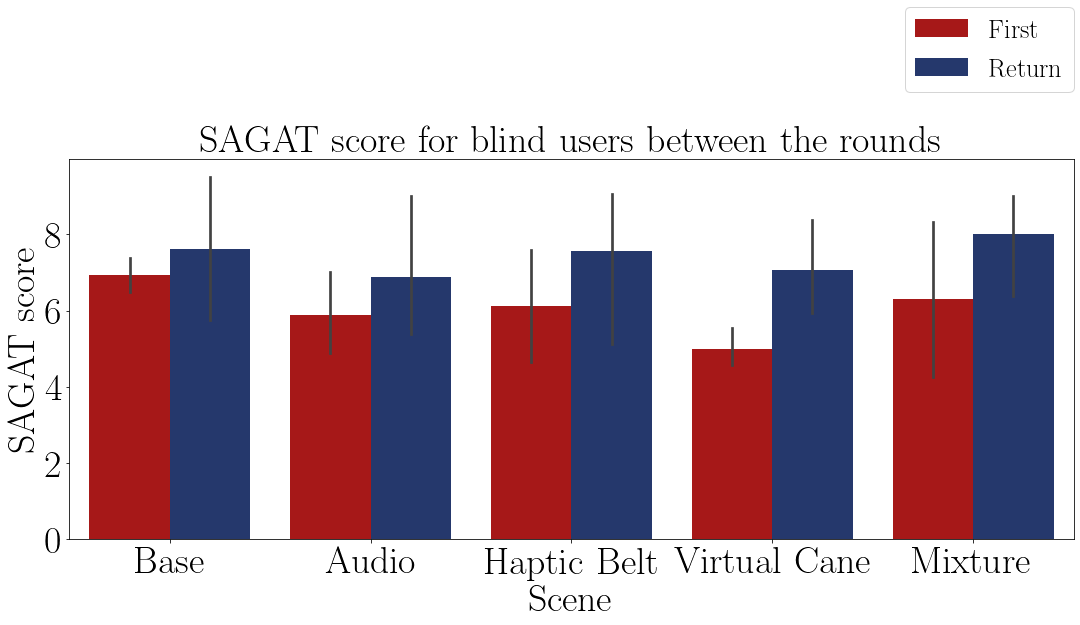 First
Return
SAGAT score for blind users between the rounds
SAGAT score
8
6
4
2
0
Base Audio Haptic Belt Virtual Cane Mixture
Scene